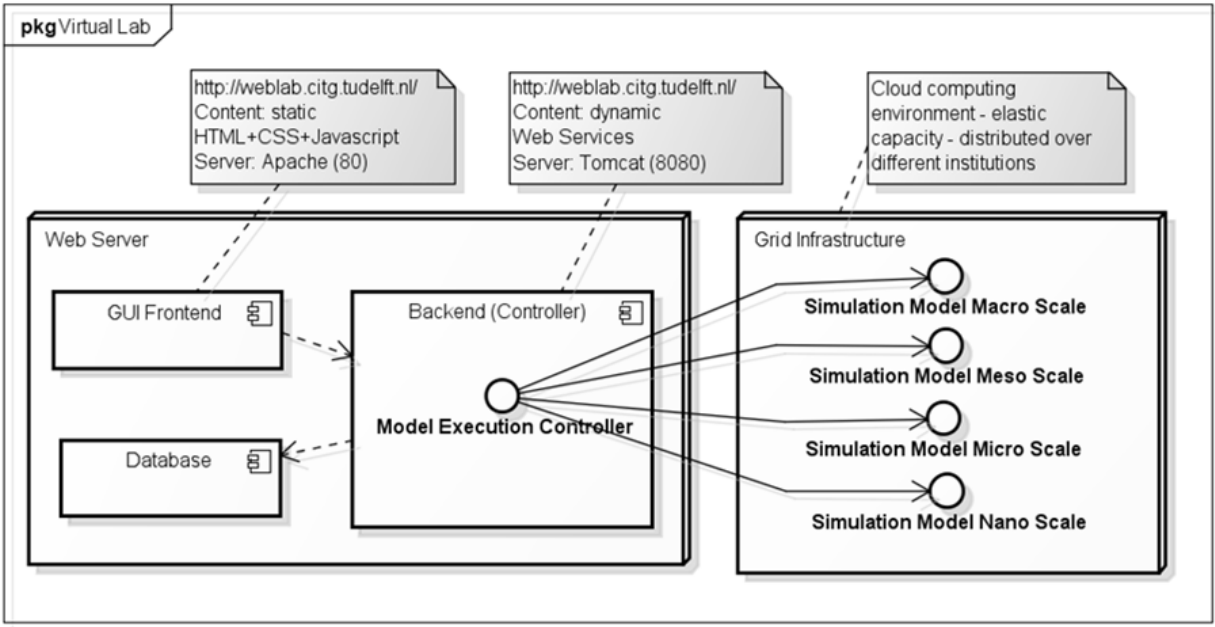 pkg Virtual Lab
http://weblab.citg.tudelft.nl/
Content: static
HTML+CSS+Javascript
Server: Apache (80)
http://weblab.citg.tudelft.nl/
Content: dynamic
Web Services
Server: Tomcat (8080)
Cloud computing
environment - elastic
capacity - distributed over
different institutions
Web Server
GUI Frontend
Database
Backend (Controller)
Model Execution Controller
Grid Infrastructure
Simulation Model Macro Scale
Simulation Model Meso Scale
Simulation Model Micro Scale
Simulation Model Nano Scale